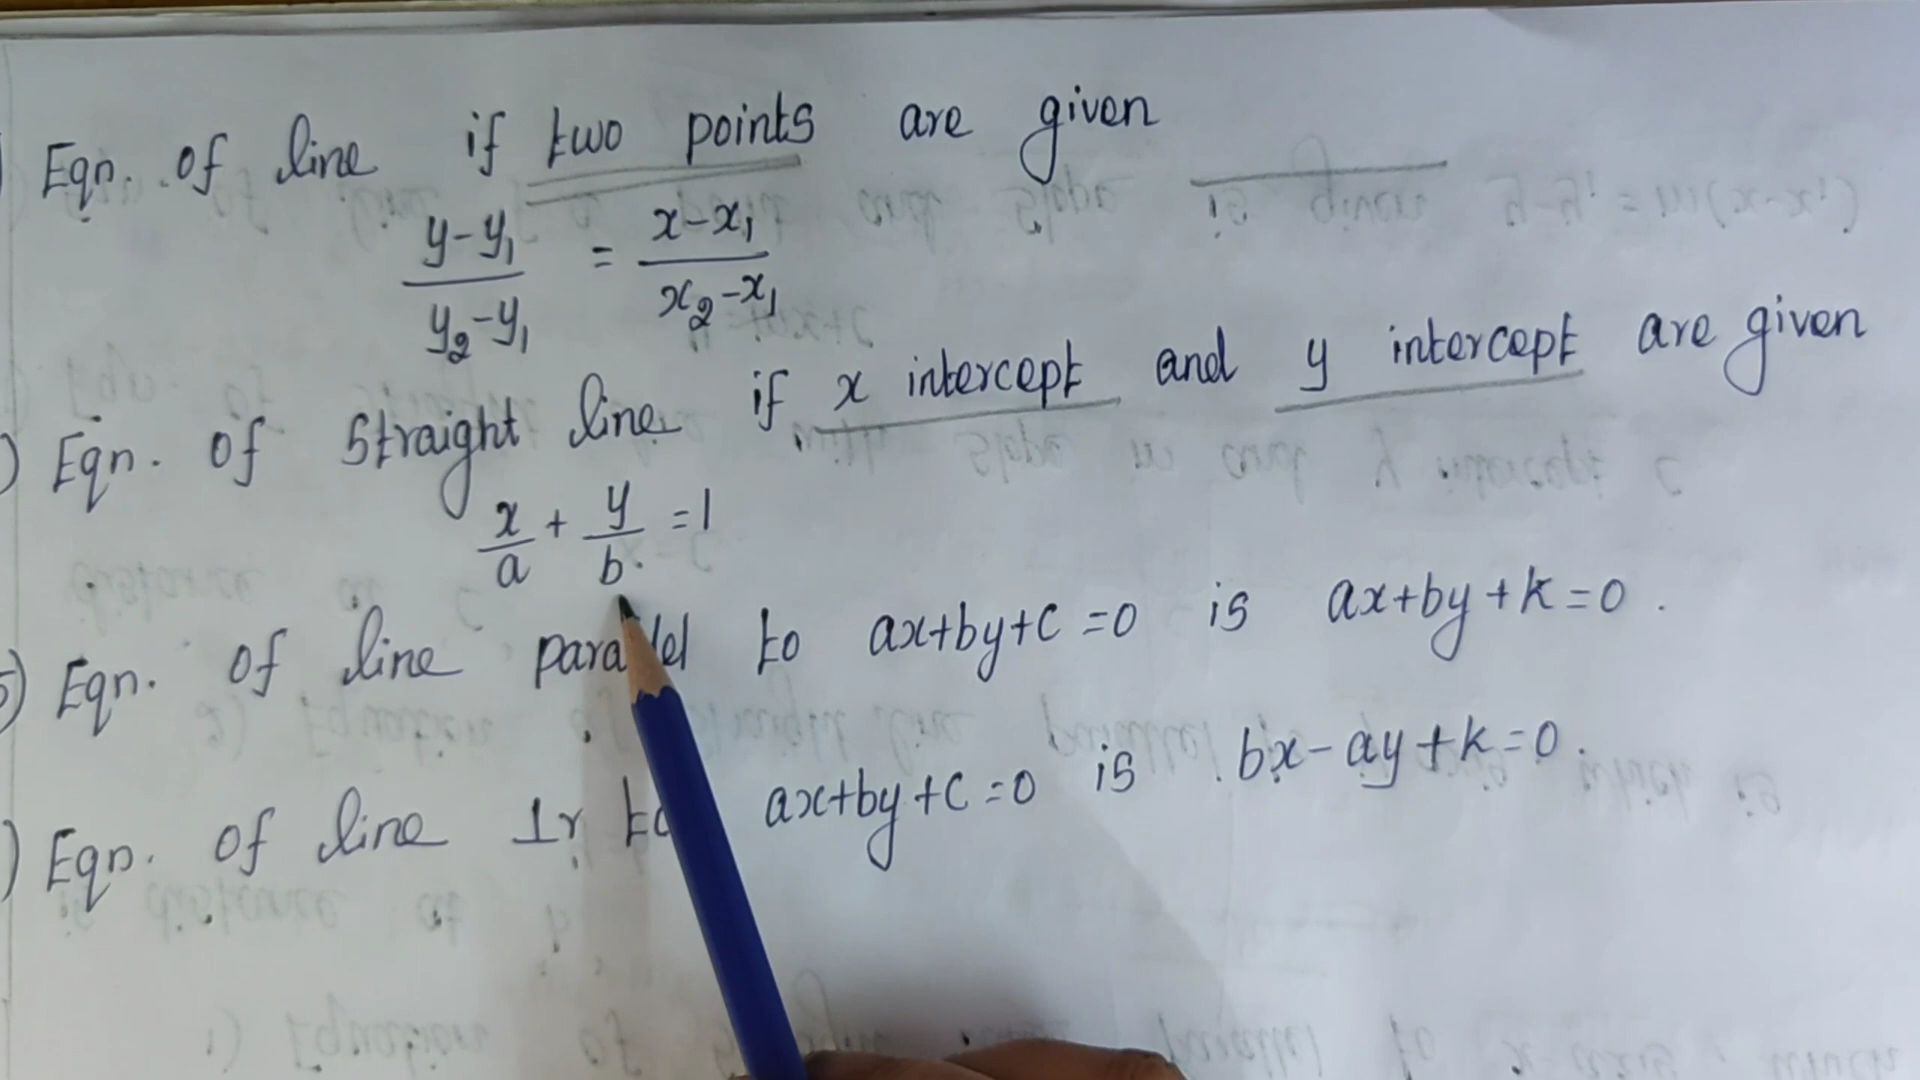 ) Eqn. of line if two points are given
y-y₁/y₂-y₁ = x-x₁/x₂-x₁
) Eqn. of Straight line if x intercept and y intercept are given
x/a + y/b = 1
5) Eqn. of line parallel to ax+by+c=0 is ax+by+k=0.
) Eqn. of line ⊥r to ax+by+c=0 is bx-ay+k=0.